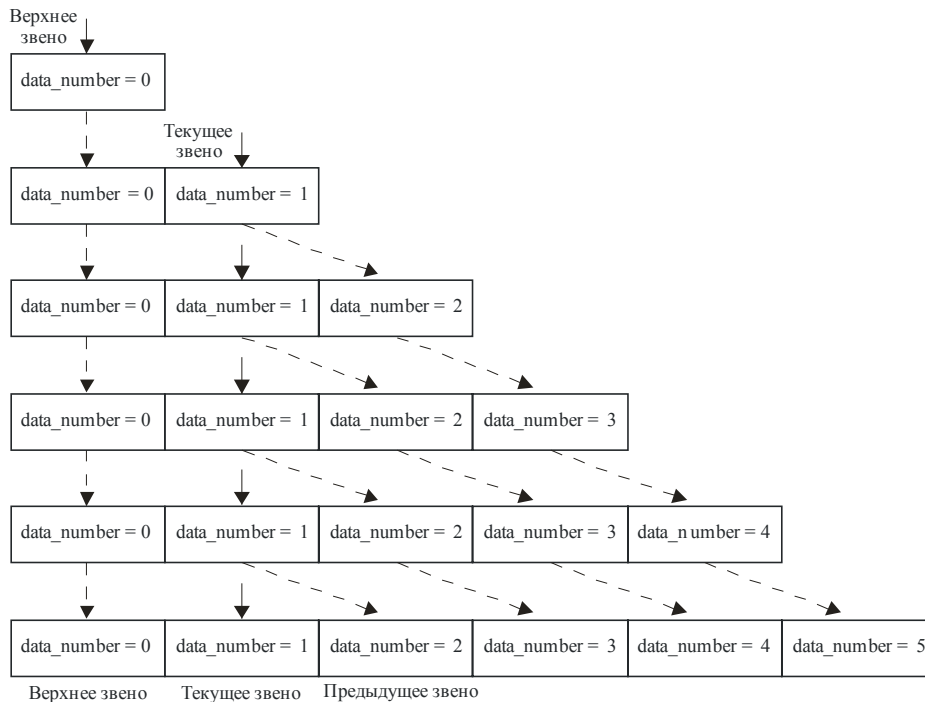 Верхнее
звено
data_number = 0
Текущее
звено
data_number = 0 data_number = 1
data_number = 0 data_number = 1 data_number = 2
data_number = 0 data_number = 1 data_number = 2 data_number = 3
data_number = 0 data_number = 1 data_number = 2 data_number = 3 data_number = 4
data_number = 0 data_number = 1 data_number = 2 data_number = 3 data_number = 4 data_number = 5
Верхнее звено Текущее звено Предыдущее звено